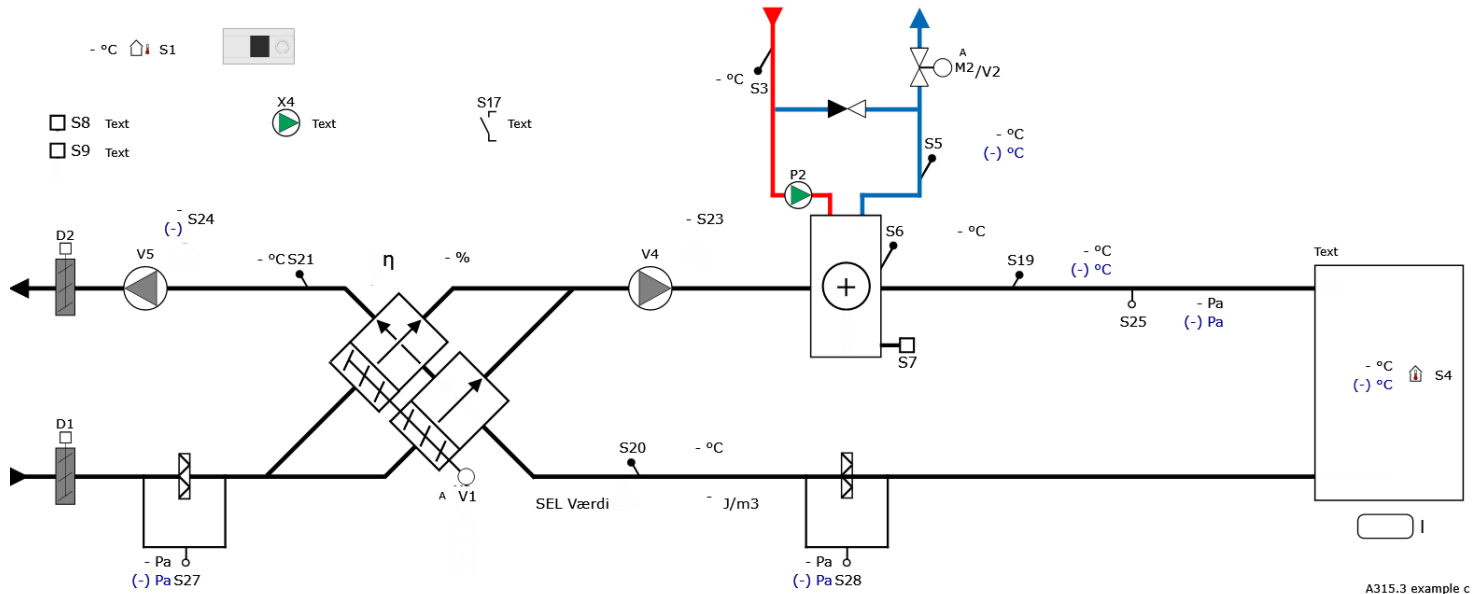 - °C S1
S8 Text
S9 Text
X4
Text
S17
Text
- °C
S3
A
M2/V2
- °C
(-) °C
S5
P2
D2
-
(-) S24
V5
- °C S21
η
- %
- S23
V4
S6
- °C
S19
- °C
(-) °C
S25
- Pa
(-) Pa
Text
S7
- °C
(-) °C
S4
D1
S20
- °C
A V1
SEL Værdi
- J/m3
- Pa
(-) Pa S27
- Pa
(-) Pa S28
I
A315.3 example c